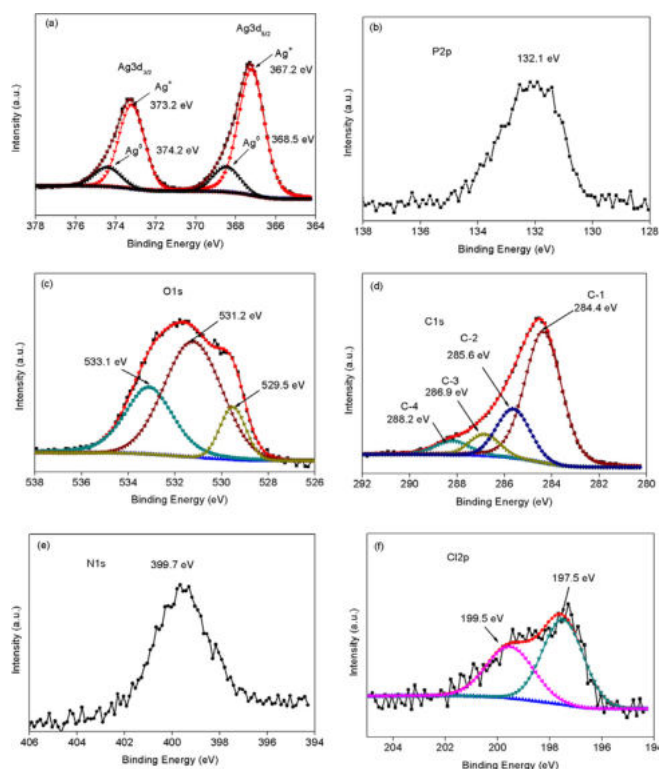 (a)
Ag3d5/2
Ag3d3/2
Ag+
367.2 eV
Ag+
373.2 eV
374.2 eV
368.5 eV
Ag0
Ag0
Intensity (a.u.)
378 376 374 372 370 368 366 364
Binding Energy (eV)
(b)
P2p
132.1 eV
Intensity (a.u.)
138 136 134 132 130 128
Binding Energy (eV)
(c)
O1s
531.2 eV
533.1 eV
529.5 eV
Intensity (a.u.)
538 536 534 532 530 528 526
Binding Energy (eV)
(d)
C1s
C-1
284.4 eV
C-2
285.6 eV
C-3
286.9 eV
C-4
288.2 eV
Intensity (a.u.)
292 290 288 286 284 282 280
Binding Energy (eV)
(e)
N1s
399.7 eV
Intensity (a.u.)
406 404 402 400 398 396 394
Binding Energy (eV)
(f)
Cl2p
197.5 eV
199.5 eV
Intensity (a.u.)
204 202 200 198 196 194
Binding Energy (eV)